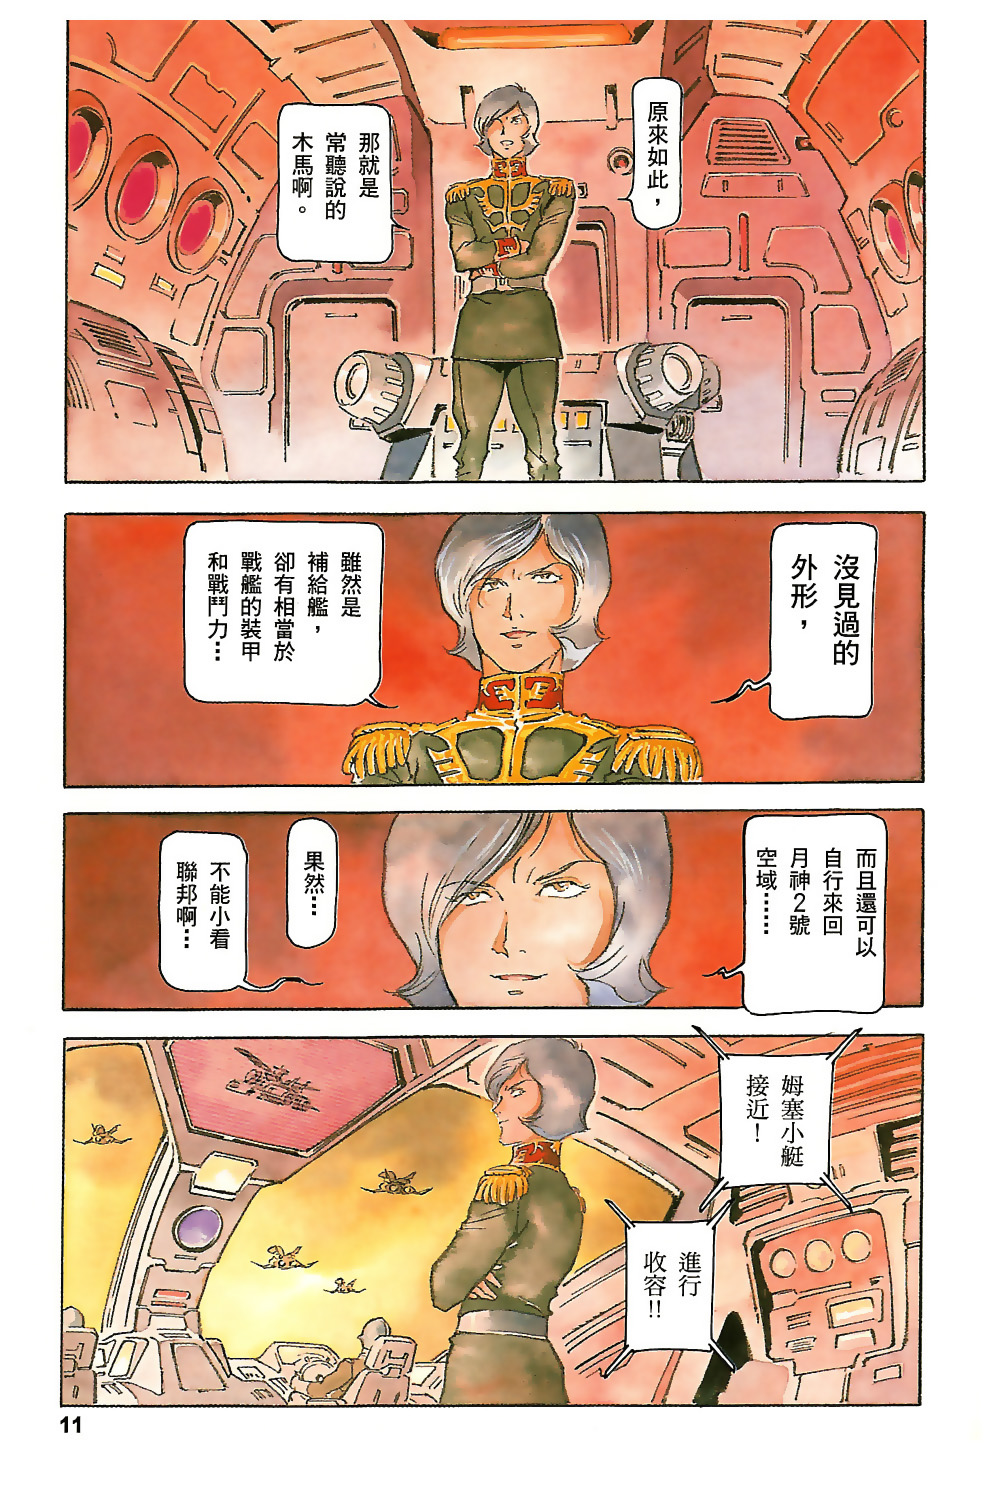 原來如此，
那就是
常聽說的
木馬啊。
沒見過的
外形，
雖然是
補給艦，
卻有相當於
戰艦的裝甲
和戰鬥力…
而且還可以
自行來回
月神2號
空域……
果然…
不能小看
聯邦啊…
姆塞小艇
接近！
進行
收容!!
11